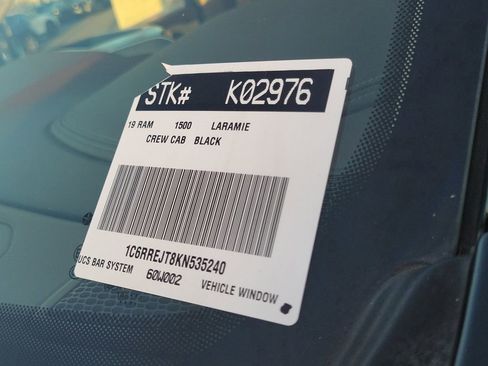 STK# K02976
19 RAM 1500 LARAMIE
CREW CAB BLACK
1C6RREJT8KN535240
UCS BAR SYSTEM 60W002 VEHICLE WINDOW